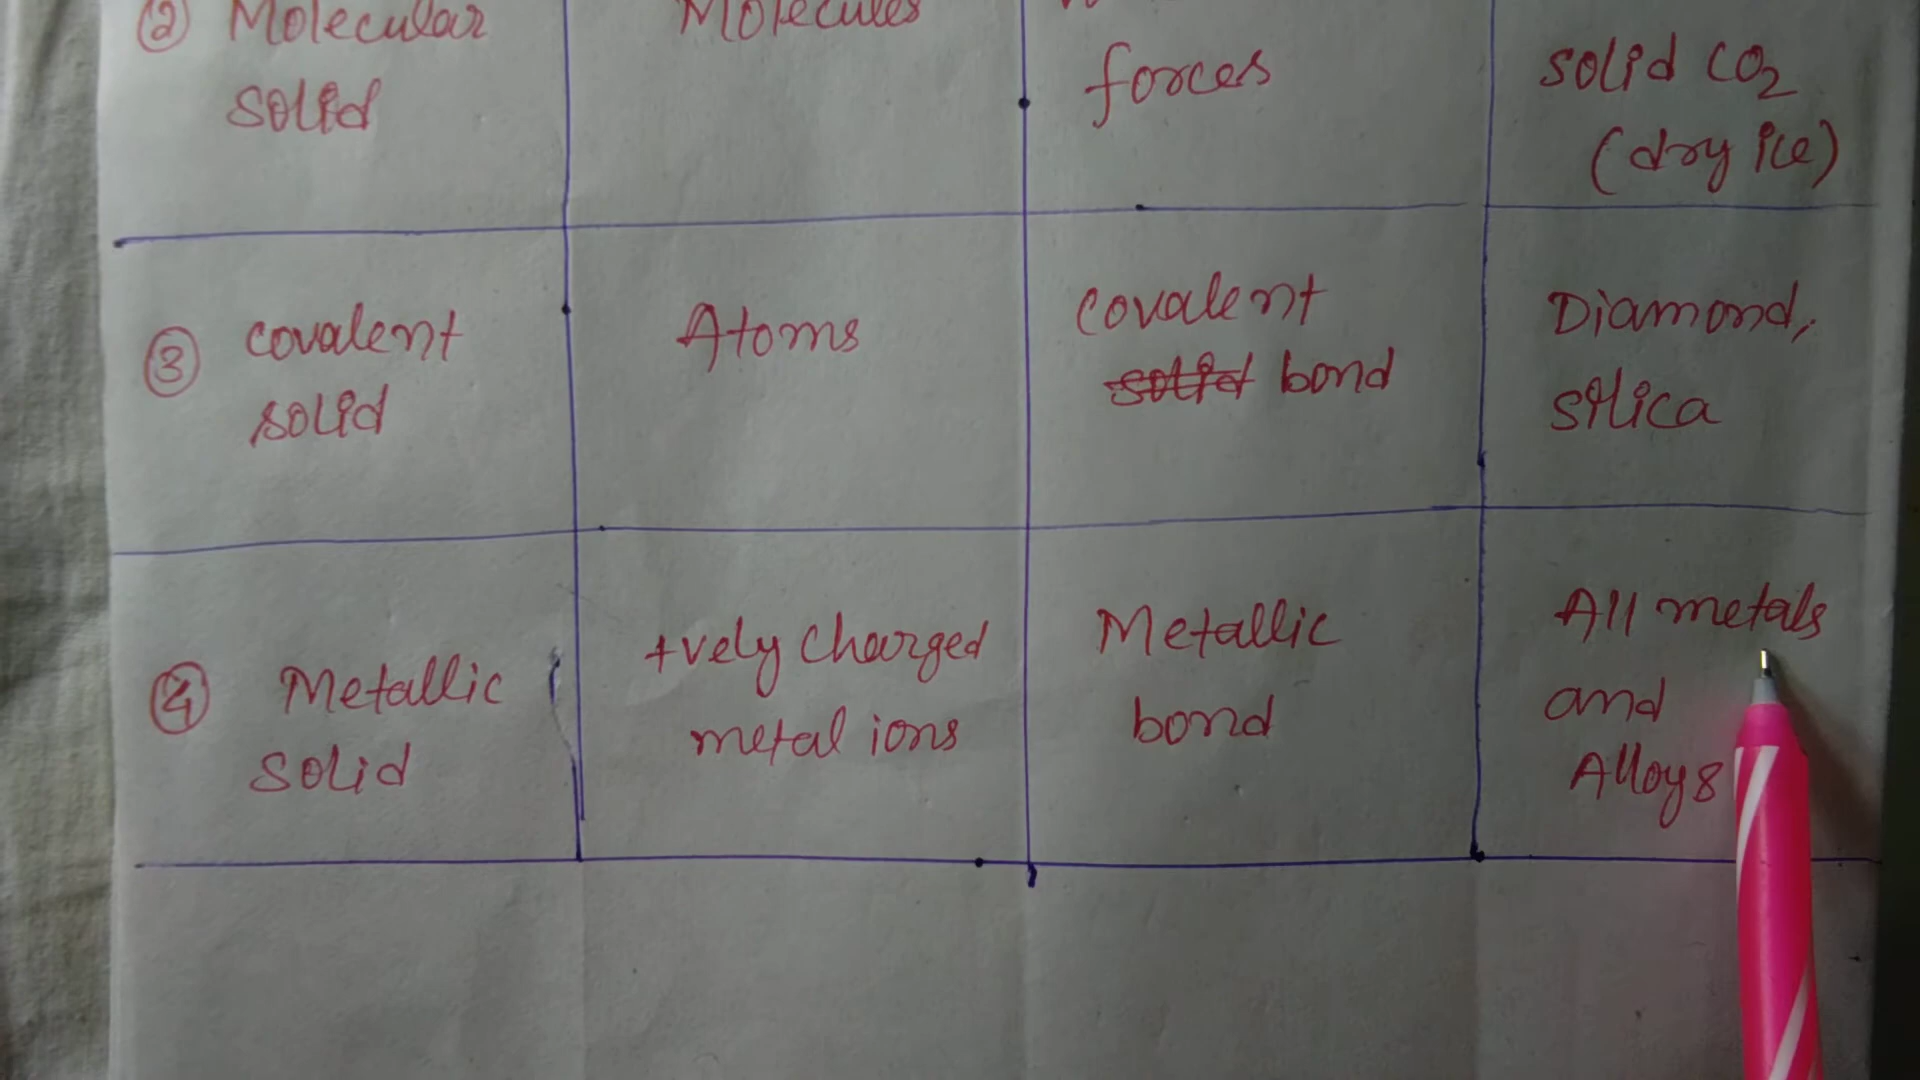 ② Molecular
solid
Molecules
forces
solid CO₂
(dry ice)
③ covalent
solid
Atoms
covalent
solid bond
Diamond,
silica
④ Metallic
solid
+vely charged
metal ions
Metallic
bond
All metals
and
Alloys